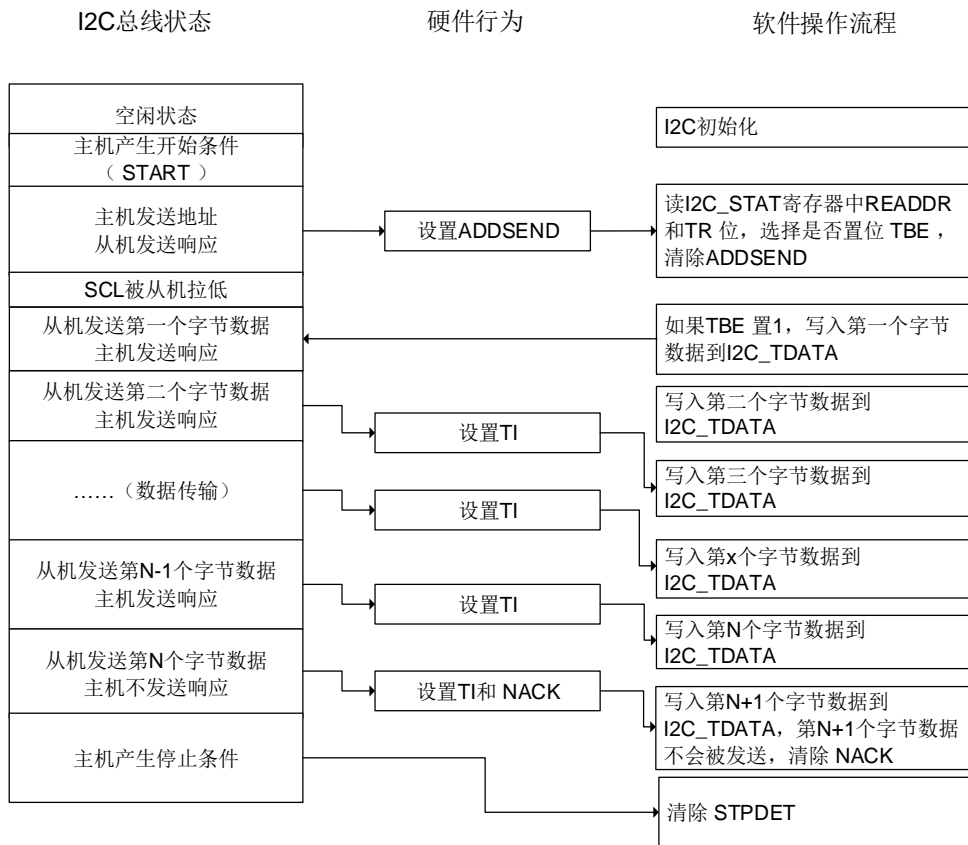 I2C总线状态
硬件行为
软件操作流程
空闲状态
I2C初始化
主机产生开始条件
（ START ）
主机发送地址
从机发送响应
设置ADDSEND
读I2C_STAT寄存器中READDR
和TR 位，选择是否置位 TBE ，
清除ADDSEND
SCL被从机拉低
从机发送第一个字节数据
主机发送响应
如果TBE 置1，写入第一个字节
数据到I2C_TDATA
从机发送第二个字节数据
主机发送响应
设置TI
写入第二个字节数据到
I2C_TDATA
写入第三个字节数据到
I2C_TDATA
……（数据传输）
设置TI
写入第x个字节数据到
I2C_TDATA
从机发送第N-1个字节数据
主机发送响应
设置TI
写入第N个字节数据到
I2C_TDATA
从机发送第N个字节数据
主机不发送响应
设置TI和 NACK
写入第N+1个字节数据到
I2C_TDATA，第N+1个字节数据
不会被发送，清除 NACK
主机产生停止条件
清除 STPDET